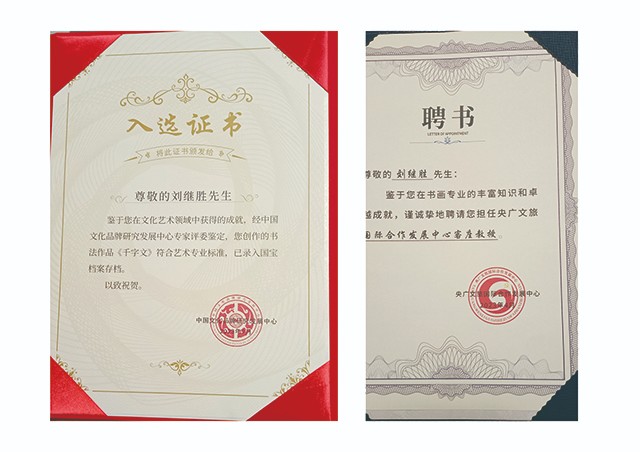 入选证书
将此证书颁发给
尊敬的刘继胜先生
鉴于您在文化艺术领域中获得的成就，经中国
文化品牌研究发展中心专家评委鉴定，您创作的书
法作品《千字文》符合艺术专业标准，已录入国宝
档案存档。
以致祝贺。
中国文化品牌研究发展中心
聘书
LETTER OF APPOINTMENT
尊敬的 刘继胜 先生：
鉴于您在书画专业的丰富知识和卓
越成就，谨诚挚地聘请您担任央广文旅
国际合作发展中心客座教授。
央广文旅国际合作发展中心